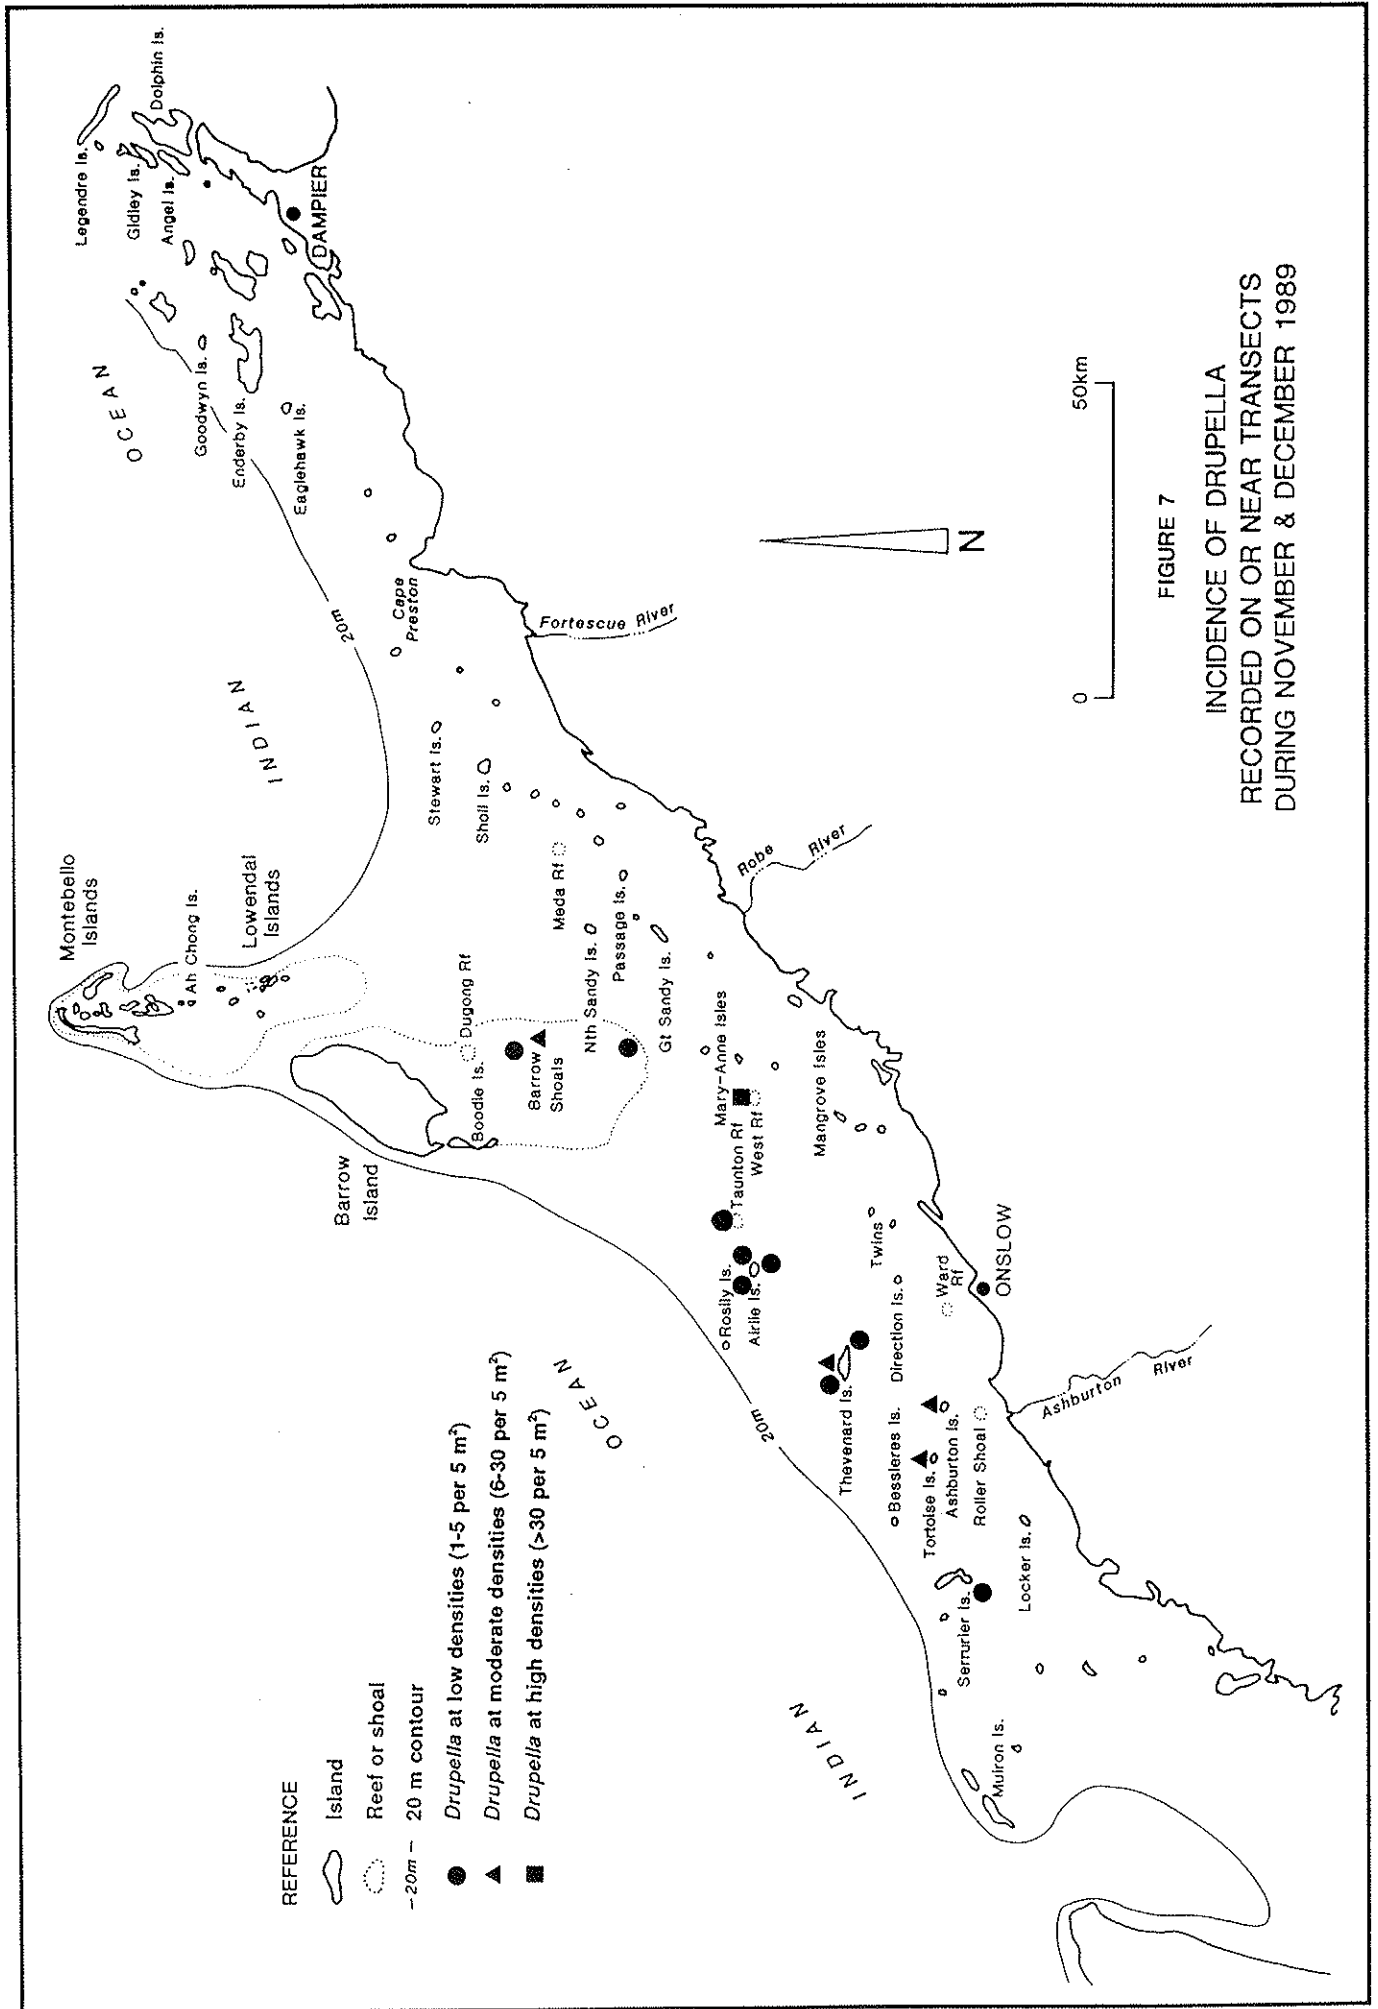 Legendre Is.
Gidley Is.
Angel Is.
Dolphin Is.
DAMPIER
OCEAN
Goodwyn Is.
Enderby Is.
Eaglehawk Is.
20m
Cape
Preston
Fortescue River
INDIAN
Stewart Is.
Sholl Is.
Meda Rf
Montebello
Islands
Ah Chong Is.
Lowendal
Islands
Nth Sandy Is.
Passage Is.
Gt Sandy Is.
Robe River
Dugong Rf
Boodie Is.
Barrow
Shoals
Barrow
Island
Mary-Anne Isles
Taunton Rf
West Rf
Mangrove Isles
Rosily Is.
Airlie Is.
Twins
Direction Is.
Ward
Rf
ONSLOW
OCEAN
20m
Thevenard Is.
Bessieres Is.
Tortoise Is.
Ashburton Is.
Roller Shoal
Ashburton River
Serrurier Is.
Locker Is.
INDIAN
Muiron Is.
REFERENCE
Island
Reef or shoal
-20m- 20 m contour
Drupella at low densities (1-5 per 5 m²)
Drupella at moderate densities (6-30 per 5 m²)
Drupella at high densities (>30 per 5 m²)
0 50km
N
FIGURE 7
INCIDENCE OF DRUPELLA
RECORDED ON OR NEAR TRANSECTS
DURING NOVEMBER & DECEMBER 1989